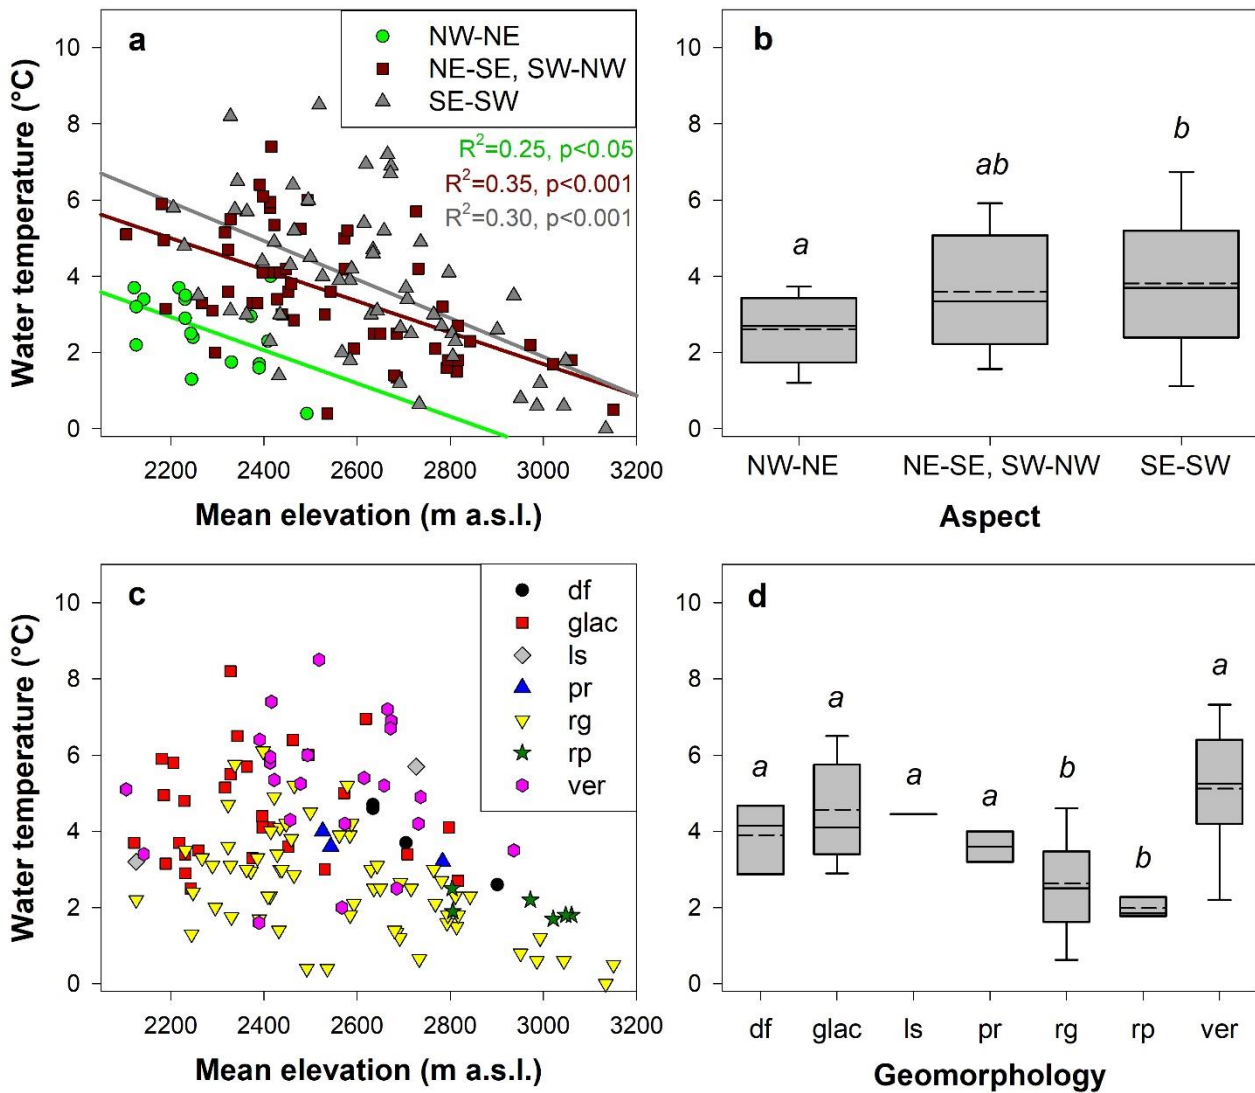 a
NW-NE
NE-SE, SW-NW
SE-SW
R²=0.25, p<0.05
R²=0.35, p<0.001
R²=0.30, p<0.001
Water temperature (°C)
10
8
6
4
2
0
2200 2400 2600 2800 3000 3200
Mean elevation (m a.s.l.)
b
a
ab
b
Water temperature (°C)
10
8
6
4
2
0
NW-NE NE-SE, SW-NW SE-SW
Aspect
c
df
glac
ls
pr
rg
rp
ver
Water temperature (°C)
10
8
6
4
2
0
2200 2400 2600 2800 3000 3200
Mean elevation (m a.s.l.)
d
a
a
a
a
b
b
a
Water temperature (°C)
10
8
6
4
2
0
df glac ls pr rg rp ver
Geomorphology